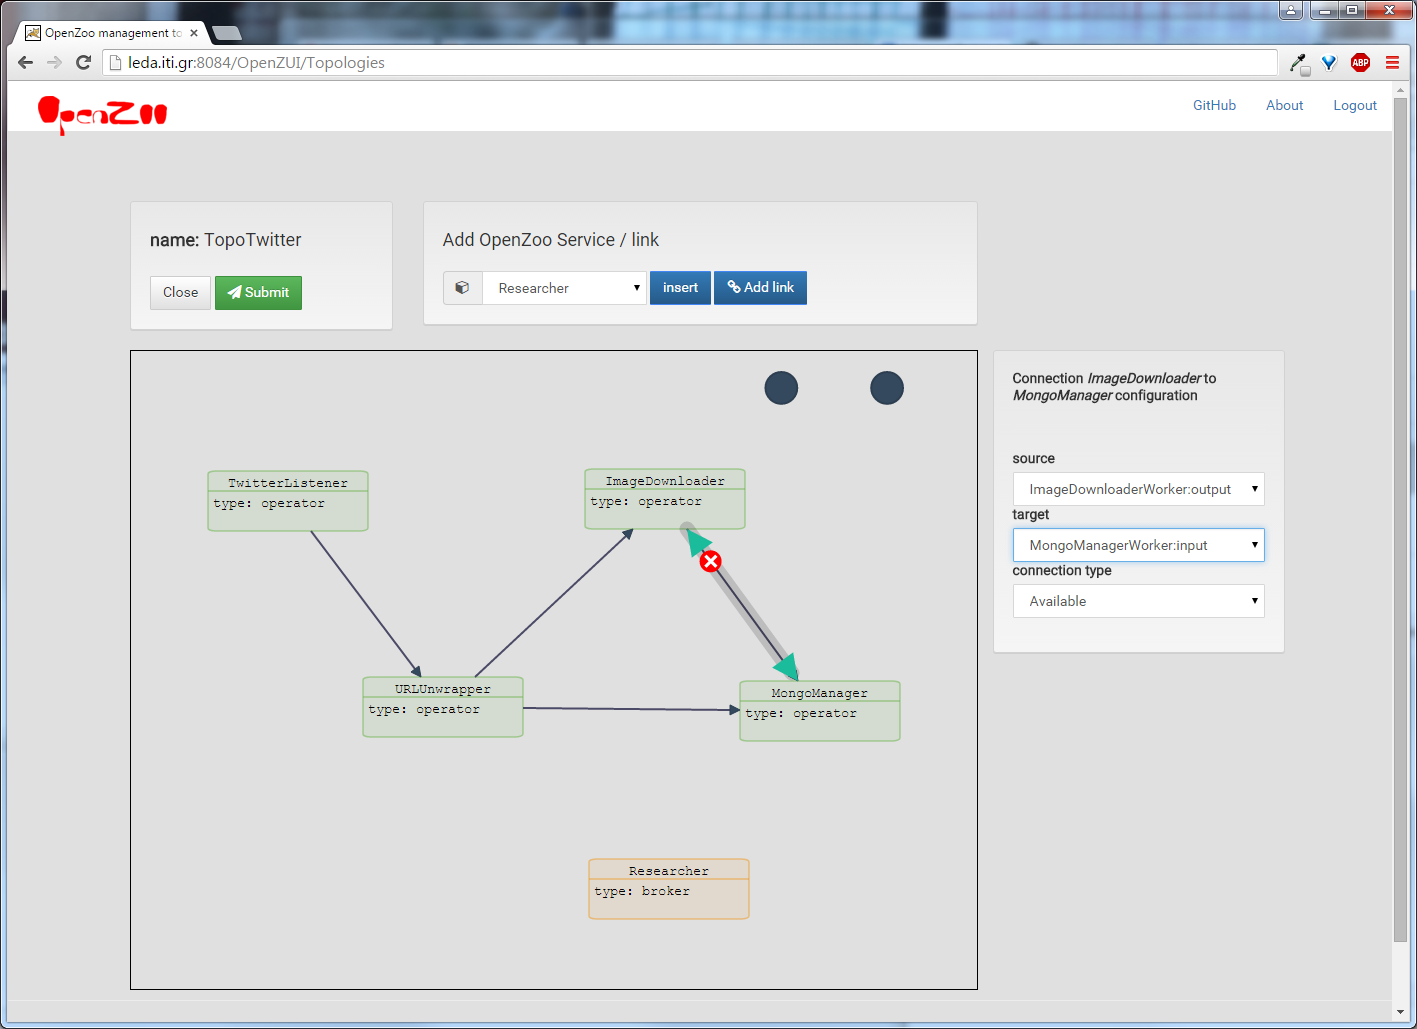 OpenZoo management to
leda.iti.gr:8084/OpenZUI/Topologies
ABP
OpenZoo
GitHub About Logout
name: TopoTwitter
Close Submit
Add OpenZoo Service / link
Researcher insert Add link
Connection ImageDownloader to
MongoManager configuration
source
ImageDownloaderWorker:output
target
MongoManagerWorker:input
connection type
Available
TwitterListener
type: operator
ImageDownloader
type: operator
URLUnwrapper
type: operator
MongoManager
type: operator
Researcher
type: broker